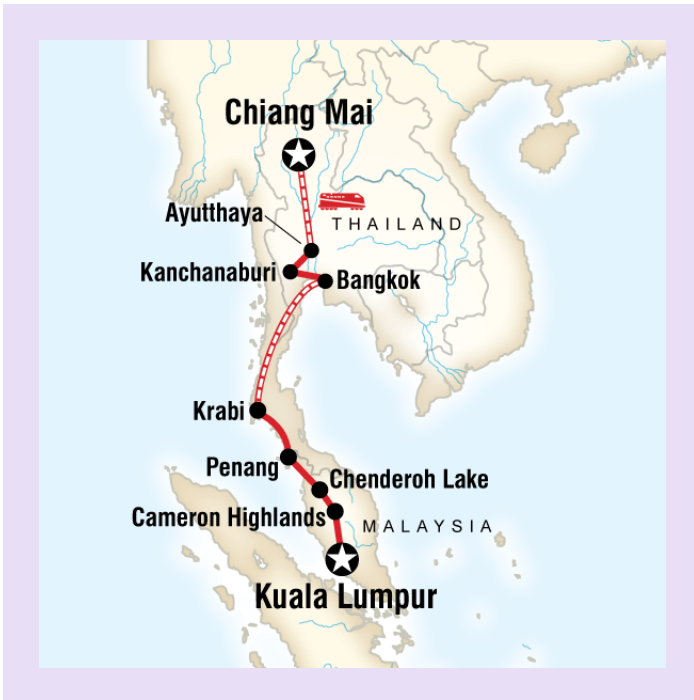 Chiang Mai
Ayutthaya
THAILAND
Kanchanaburi
Bangkok
Krabi
Penang
Chenderoh Lake
Cameron Highlands
MALAYSIA
Kuala Lumpur